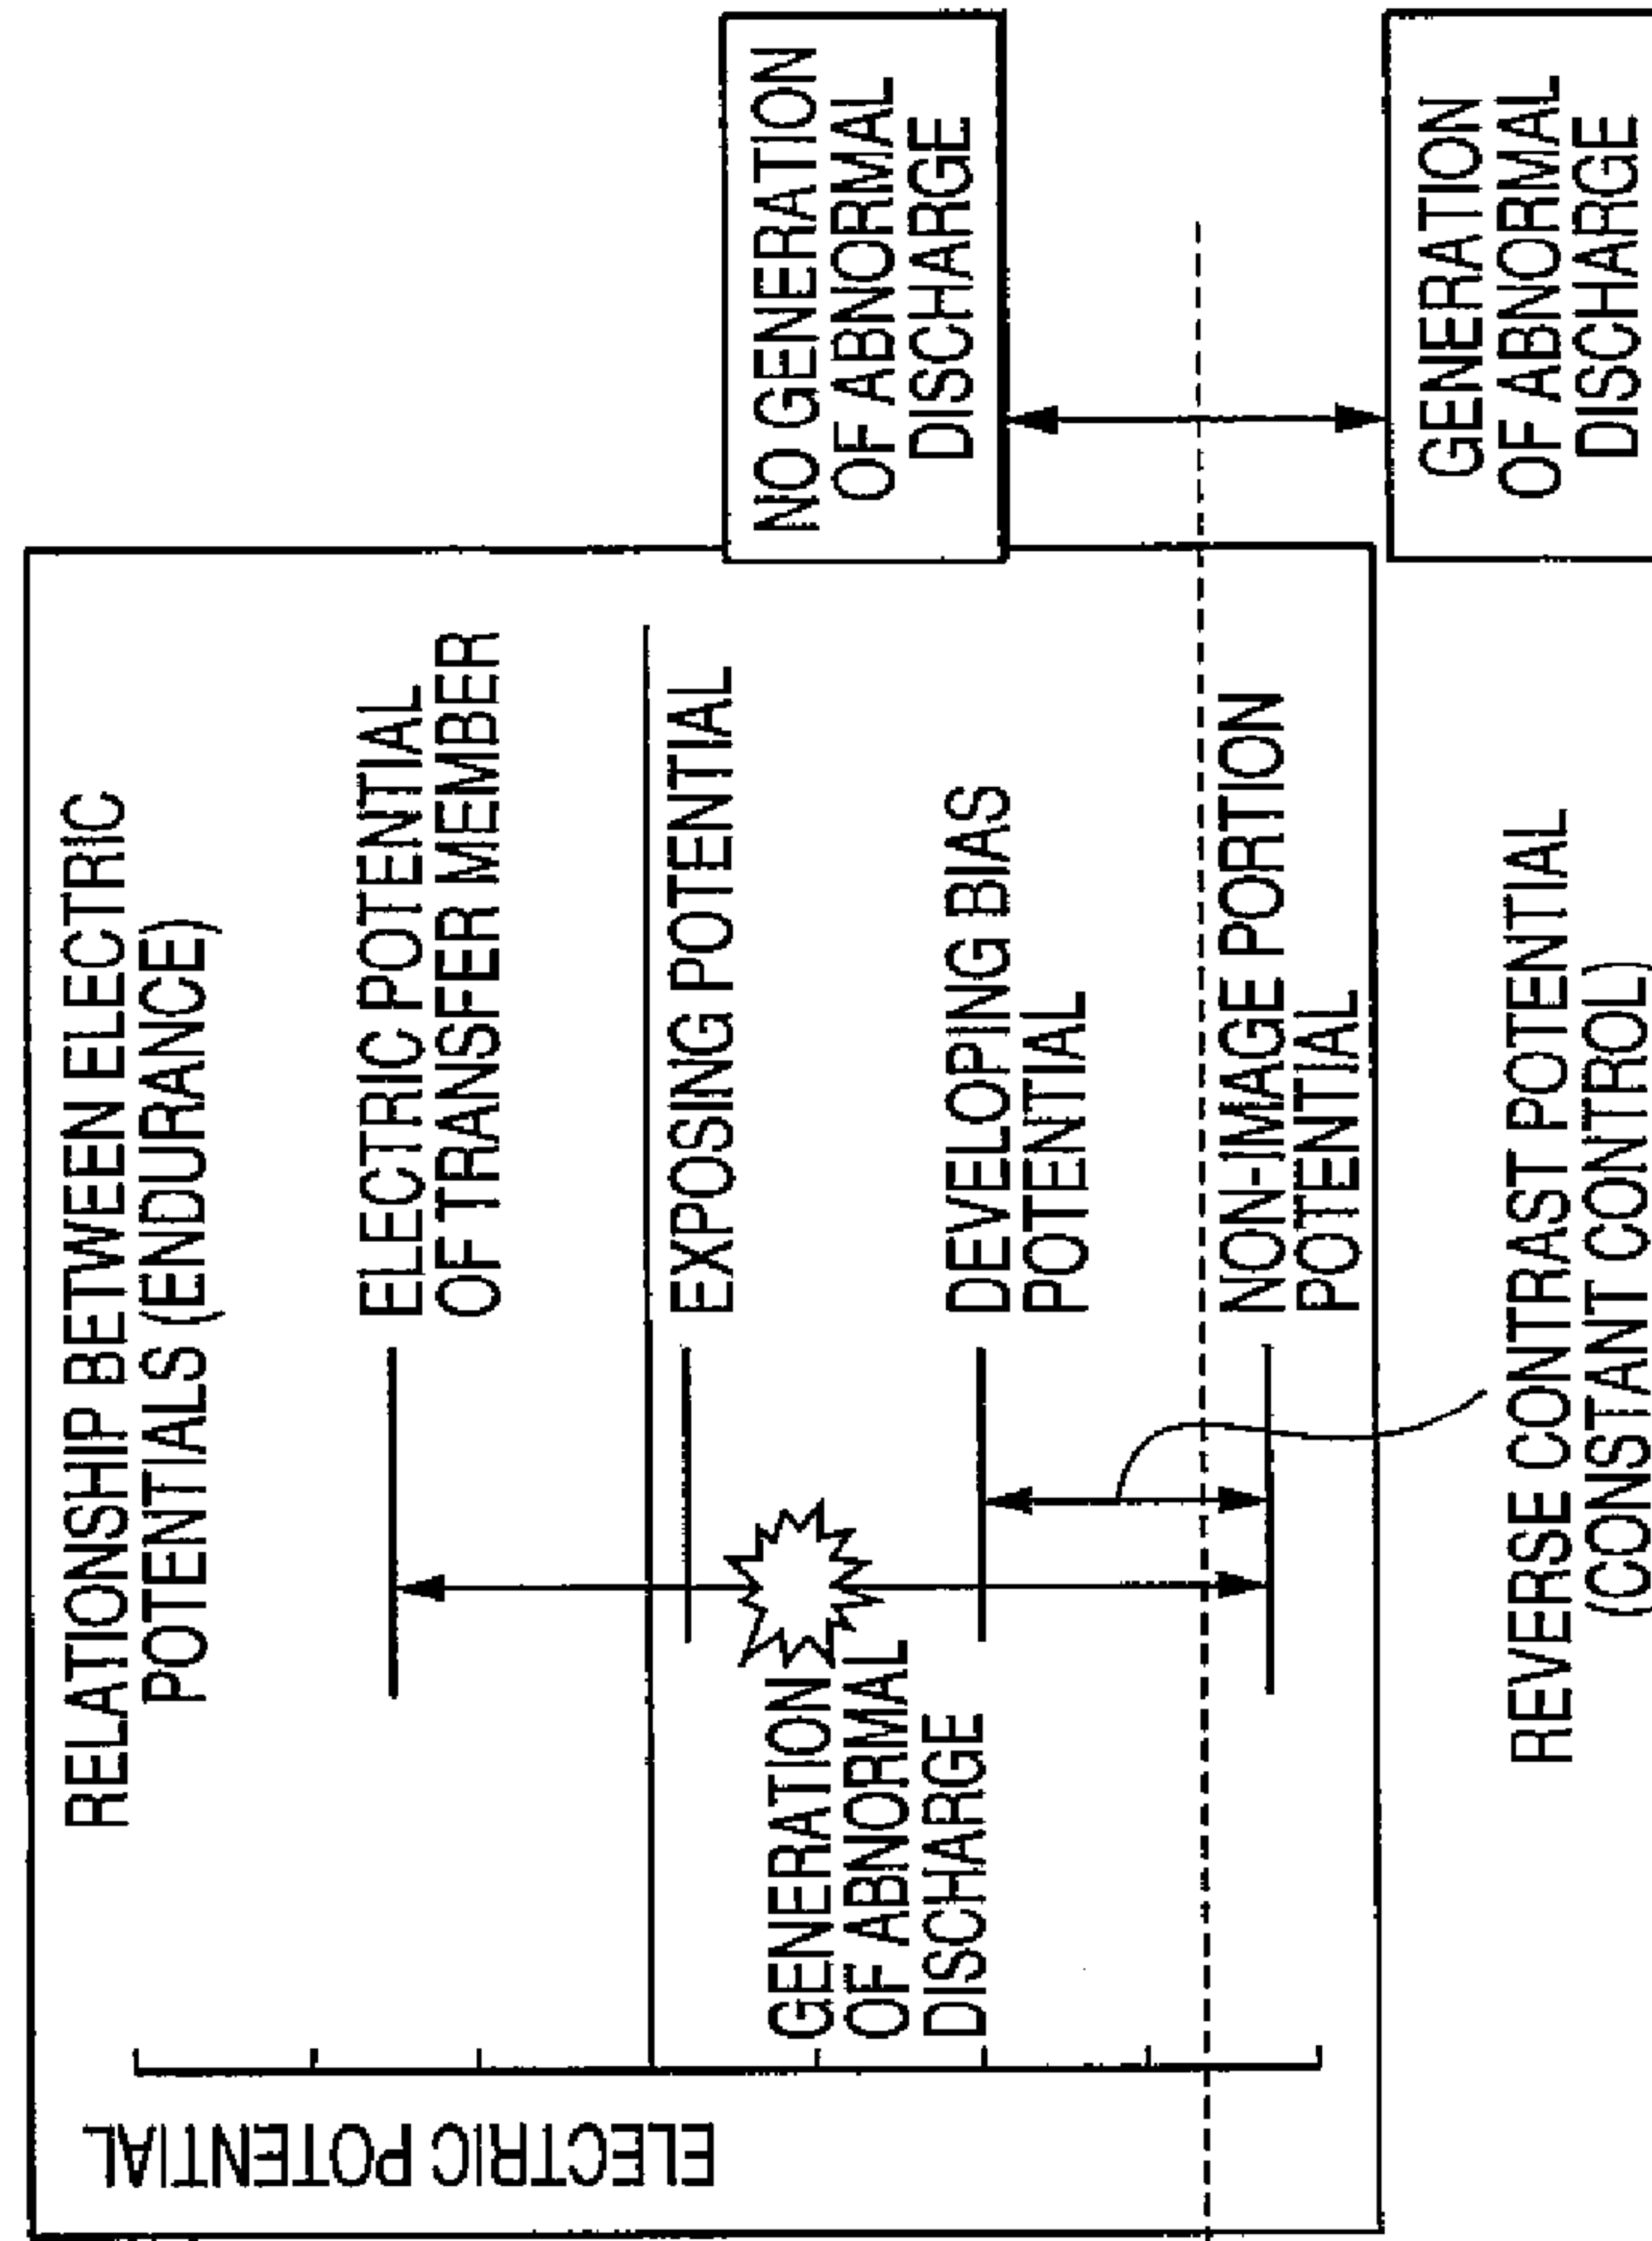 RELATIONSHIP BETWEEN ELECTRIC
POTENTIALS (ENDURANCE)
ELECTRIC POTENTIAL
ELECTRIC POTENTIAL
OF TRANSFER MEMBER
EXPOSING POTENTIAL
GENERATION
OF ABNORMAL
DISCHARGE
DEVELOPING BIAS
POTENTIAL
NON-IMAGE PORTION
POTENTIAL
NO GENERATION
OF ABNORMAL
DISCHARGE
GENERATION
OF ABNORMAL
DISCHARGE
REVERSE CONTRAST POTENTIAL
(CONSTANT CONTROL)